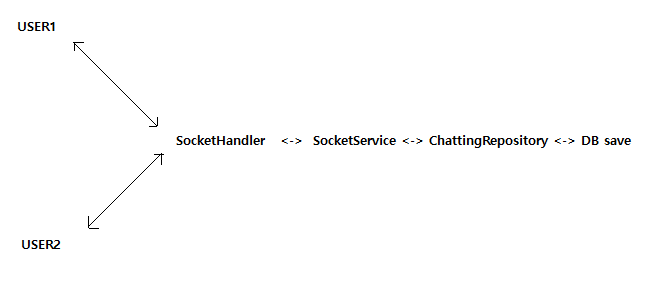 USER1
SocketHandler <-> SocketService <-> ChattingRepository <-> DB save
USER2